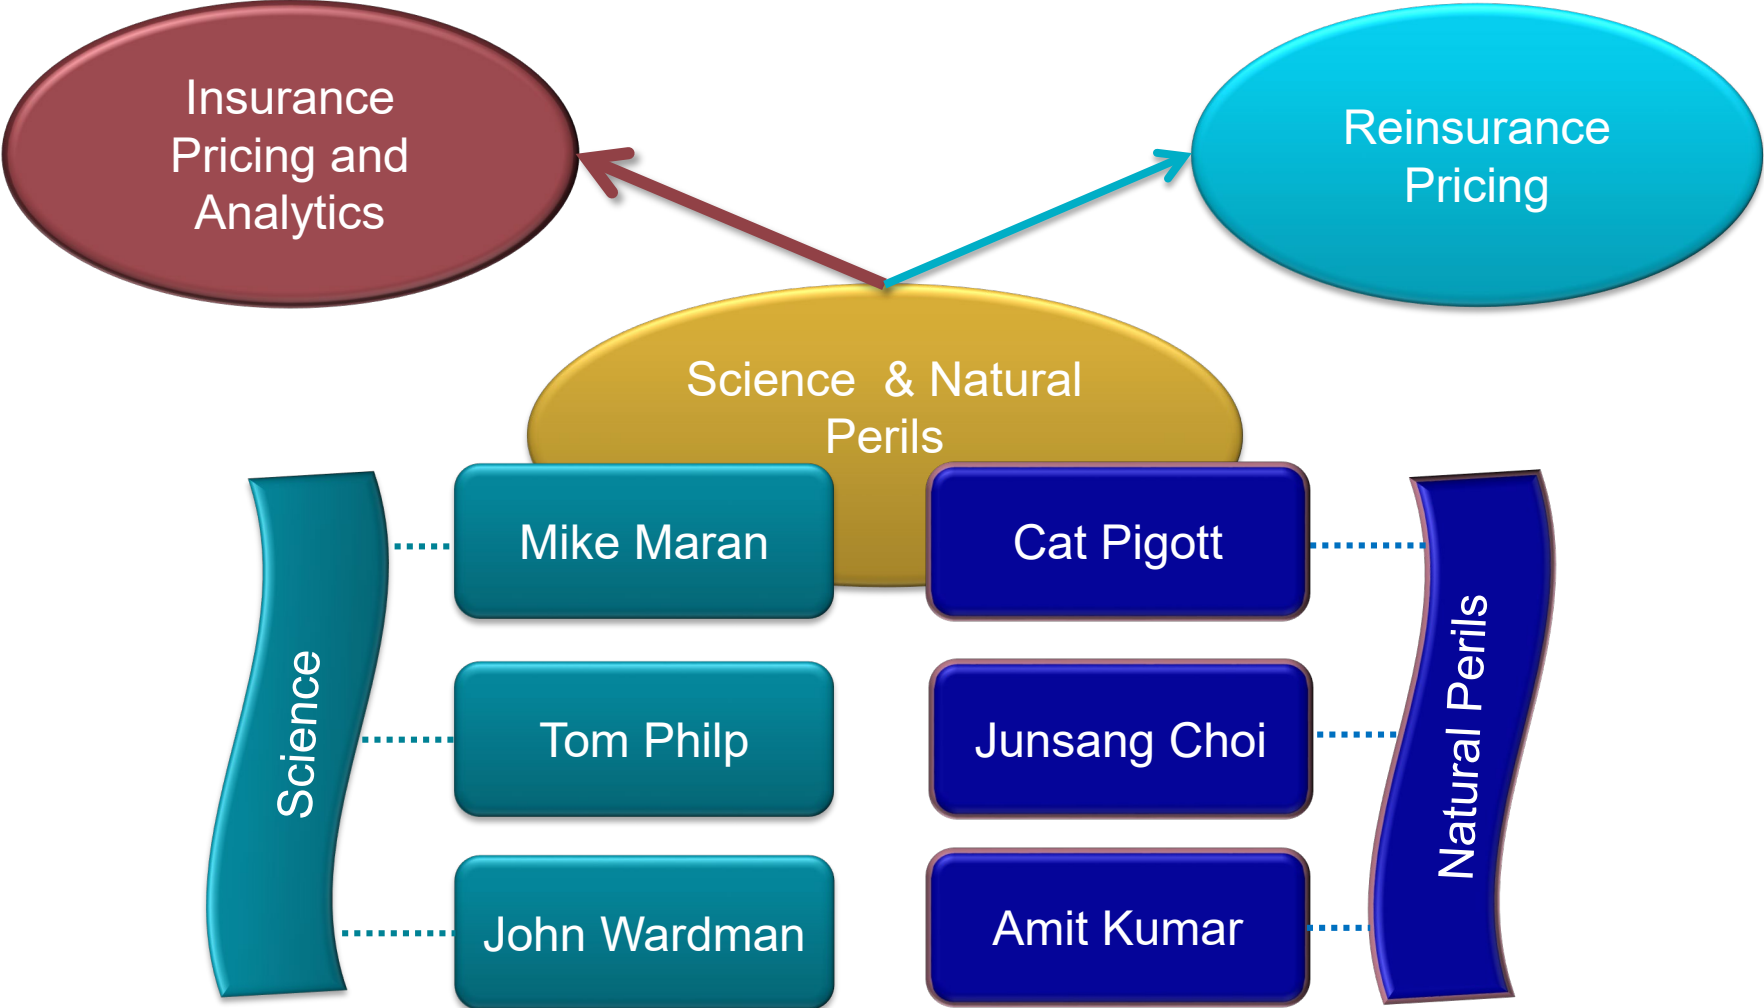 Insurance
Pricing and
Analytics
Reinsurance
Pricing
Science  & Natural
Perils
Mike Maran
Cat Pigott
Science
Tom Philp
Junsang Choi
Natural Perils
John Wardman
Amit Kumar